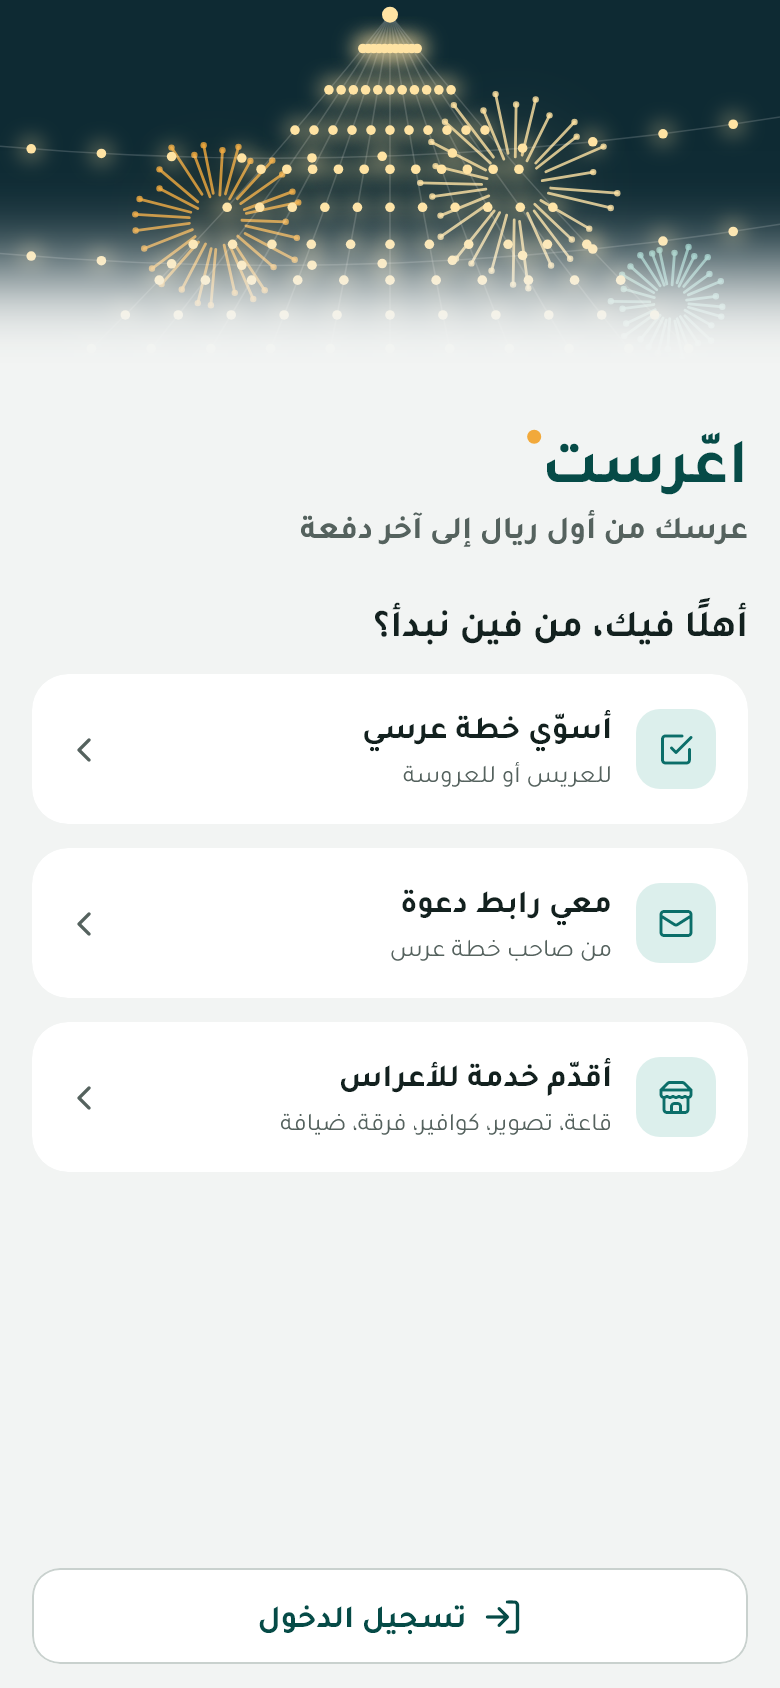 اعّرست
عرسك من أول ريال إلى آخر دفعة
أهلًا فيك، من فين نبدأ؟
أسوّي خطة عرسي
للعريس أو للعروسة
معي رابط دعوة
من صاحب خطة عرس
أقدّم خدمة للأعراس
قاعة، تصوير، كوافير، فرقة، ضيافة
تسجيل الدخول